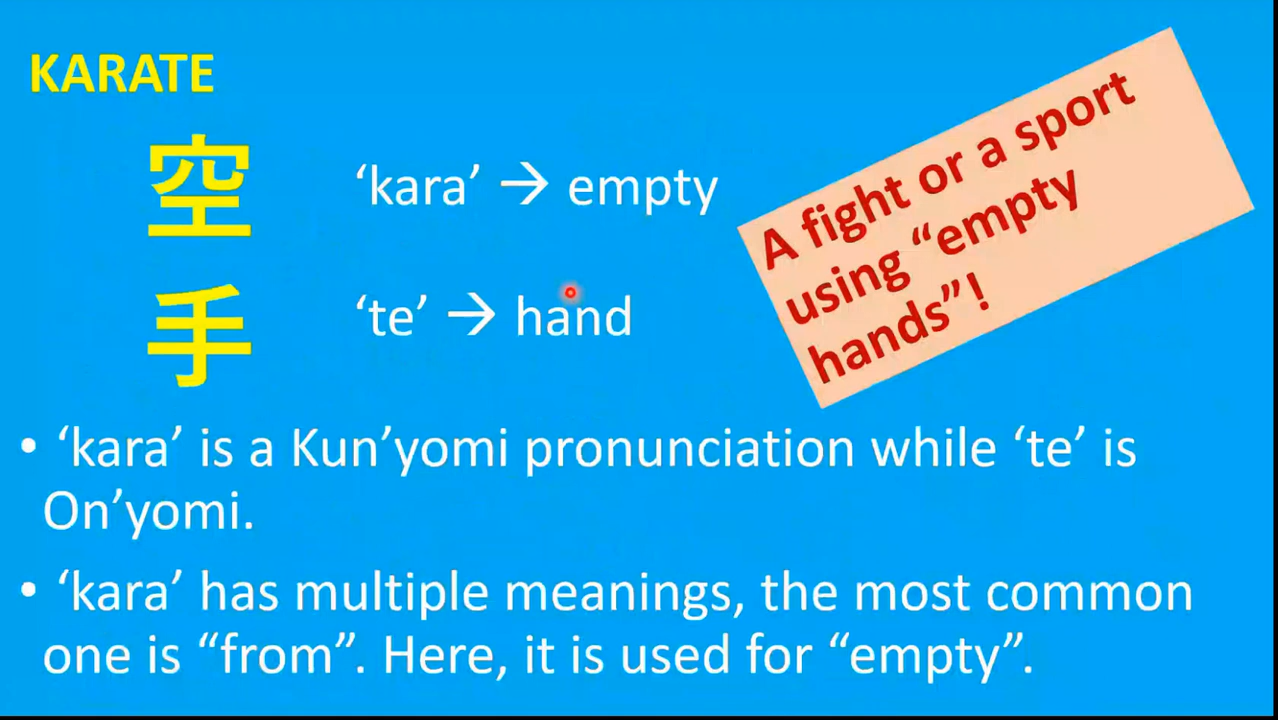 KARATE
空
‘kara’ → empty
手
‘te’ → hand
A fight or a sport
using “empty
hands”!
• ‘kara’ is a Kun’yomi pronunciation while ‘te’ is
On’yomi.
• ‘kara’ has multiple meanings, the most common
one is “from”. Here, it is used for “empty”.